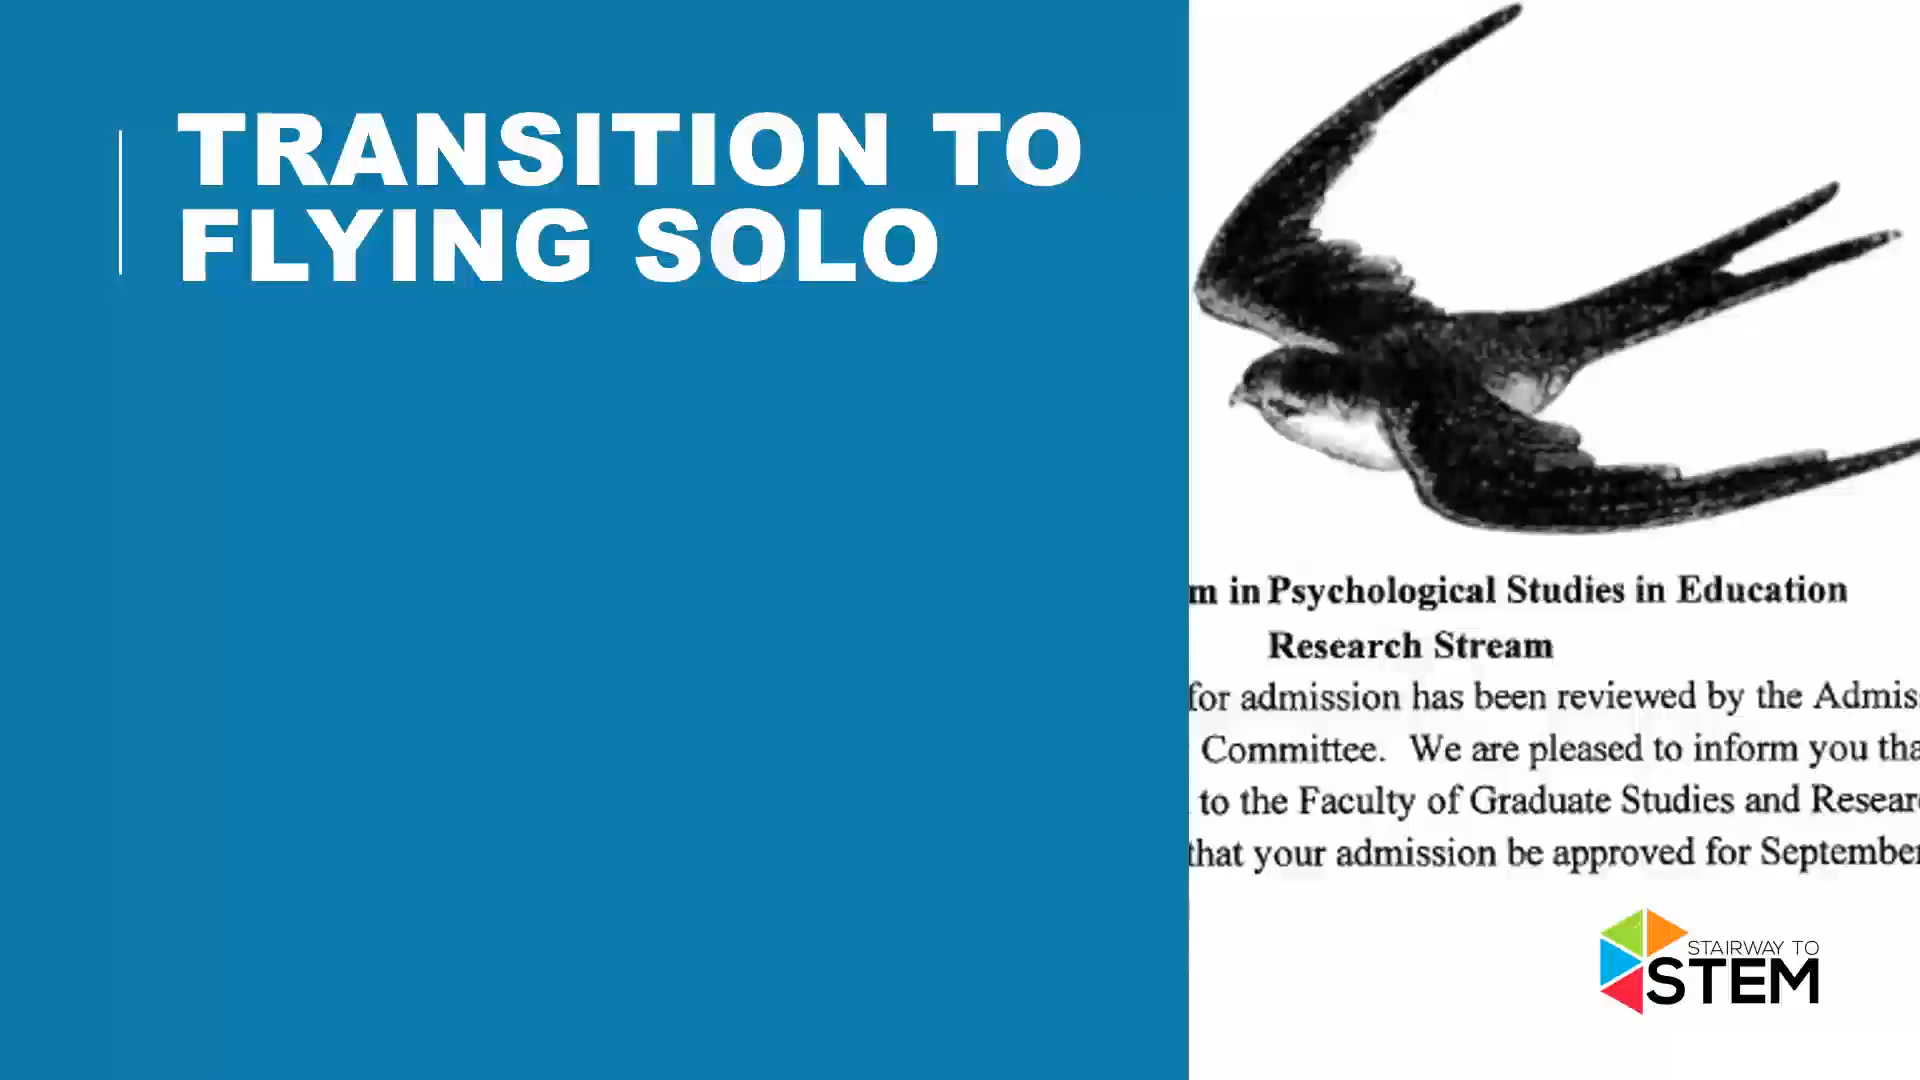 TRANSITION TO
FLYING SOLO
m in Psychological Studies in Education
Research Stream
for admission has been reviewed by the Admis
Committee. We are pleased to inform you tha
to the Faculty of Graduate Studies and Resear
that your admission be approved for September
STAIRWAY TO
STEM